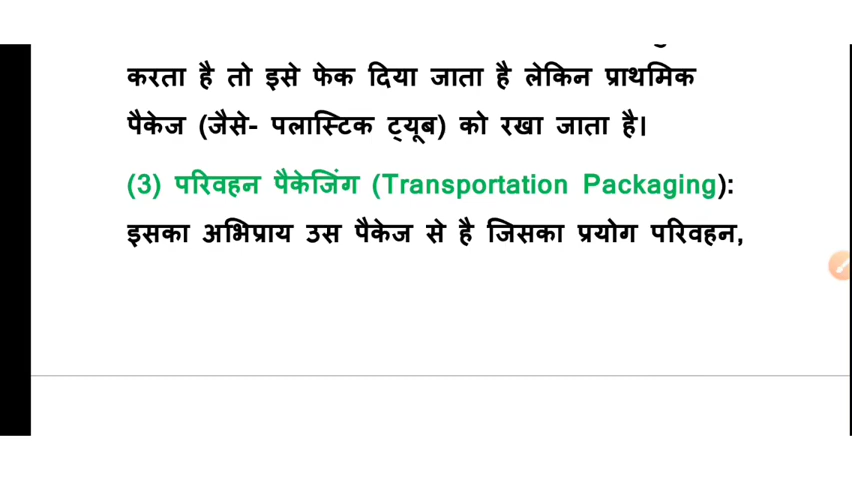 करता है तो इसे फेक दिया जाता है लेकिन प्राथमिक
पैकेज (जैसे- पलास्टिक ट्यूब) को रखा जाता है।
(3) परिवहन पैकेजिंग (Transportation Packaging):
इसका अभिप्राय उस पैकेज से है जिसका प्रयोग परिवहन,